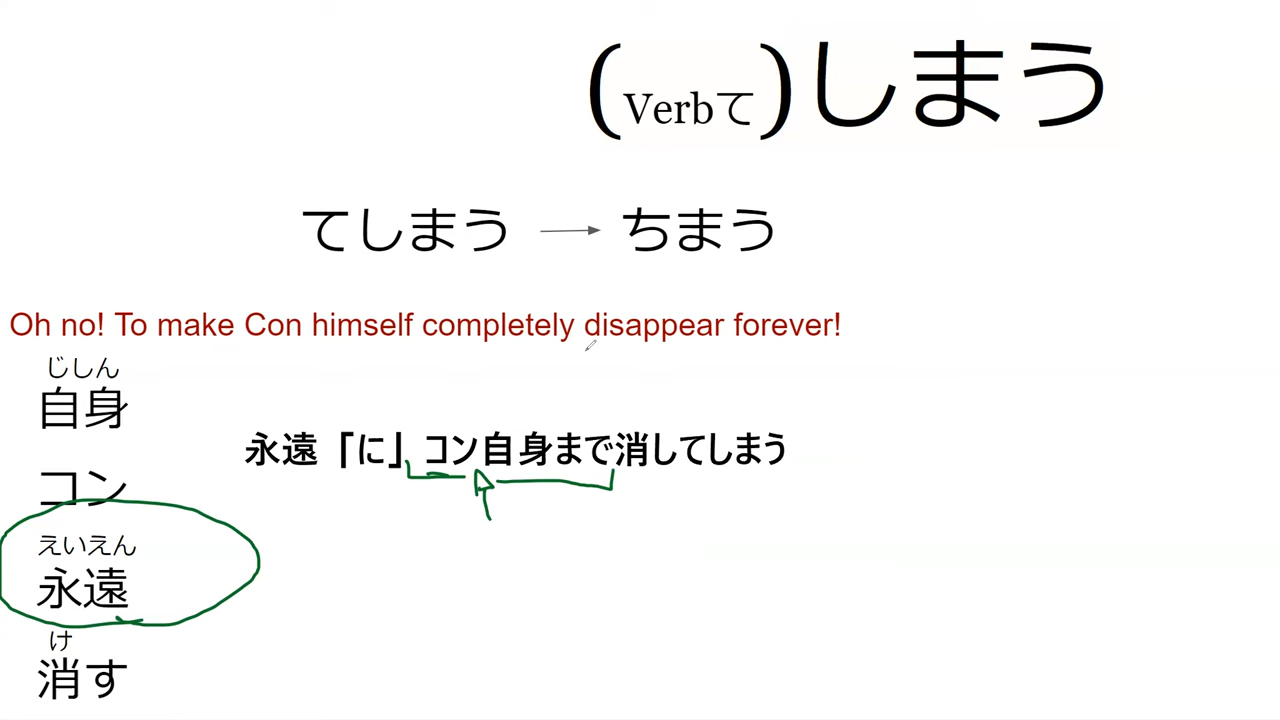 (Verbて)しまう
てしまう → ちまう
Oh no! To make Con himself completely disappear forever!
じしん
自身
コン
永遠「に」コン自身まで消してしまう
えいえん
永遠
け
消す